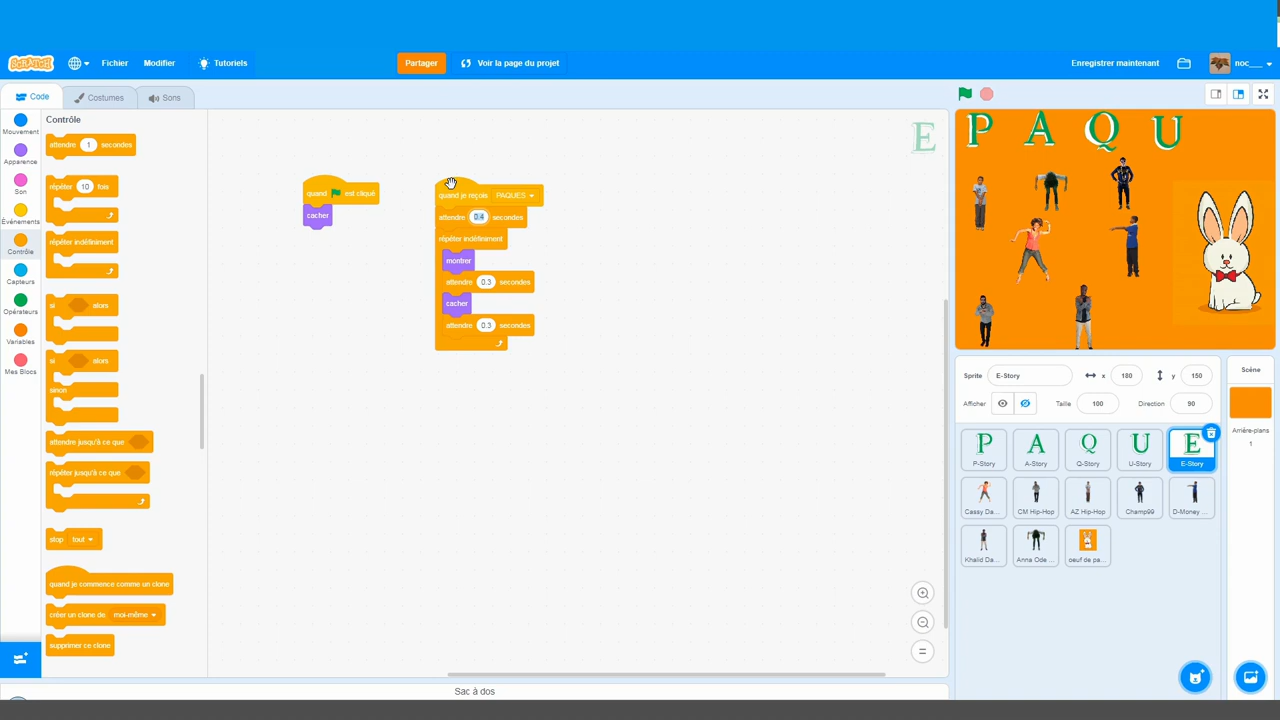 SCRATCH
Fichier
Modifier
Tutoriels
Partager
Voir la page du projet
Enregistrer maintenant
noc___
Code
Costumes
Sons
Mouvement
Apparence
Son
Événements
Contrôle
Capteurs
Opérateurs
Variables
Mes Blocs
Contrôle
attendre 1 secondes
répéter 10 fois
répéter indéfiniment
si alors
si alors
sinon
attendre jusqu'à ce que
répéter jusqu'à ce que
stop tout
quand je commence comme un clone
créer un clone de moi-même
supprimer ce clone
quand est cliqué
cacher
quand je reçois PAQUES
attendre 0.4 secondes
répéter indéfiniment
montrer
attendre 0.3 secondes
cacher
attendre 0.3 secondes
E
Sac à dos
P A Q U
Sprite E-Story x 180 y 150
Afficher Taille 100 Direction 90
P A Q U E
P-Story A-Story Q-Story U-Story E-Story
Cassy Da... CM Hip-Hop AZ Hip-Hop Champ99 D-Money ...
Khalid Da... Anna Ode ... oeuf de pa...
Scène
Arrière-plans
1